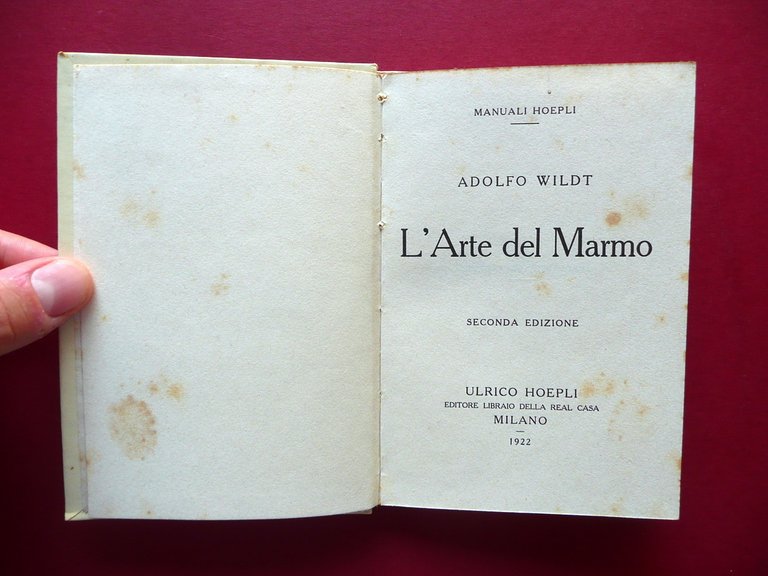 MANUALI HOEPLI
ADOLFO WILDT
L'Arte del Marmo
SECONDA EDIZIONE
ULRICO HOEPLI
EDITORE LIBRAIO DELLA REAL CASA
MILANO
1922